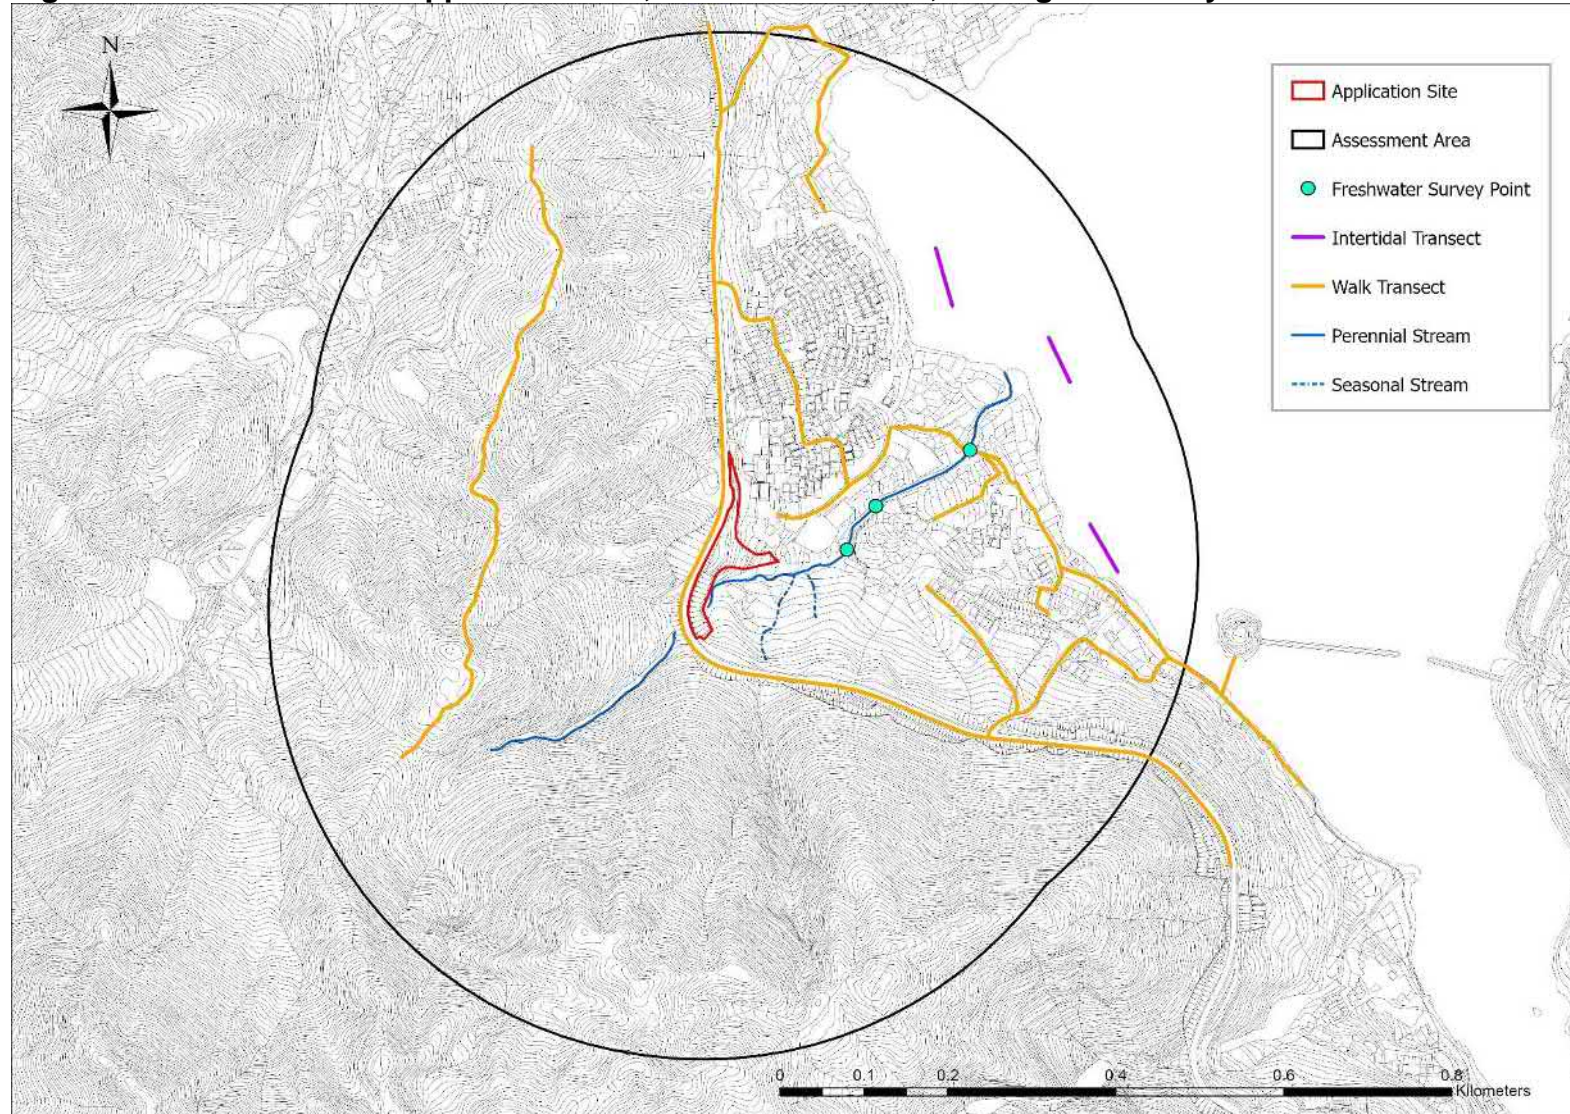 N
Application Site
Assessment Area
Freshwater Survey Point
Intertidal Transect
Walk Transect
Perennial Stream
Seasonal Stream
0 0.1 0.2 0.4 0.6 0.8
Kilometers